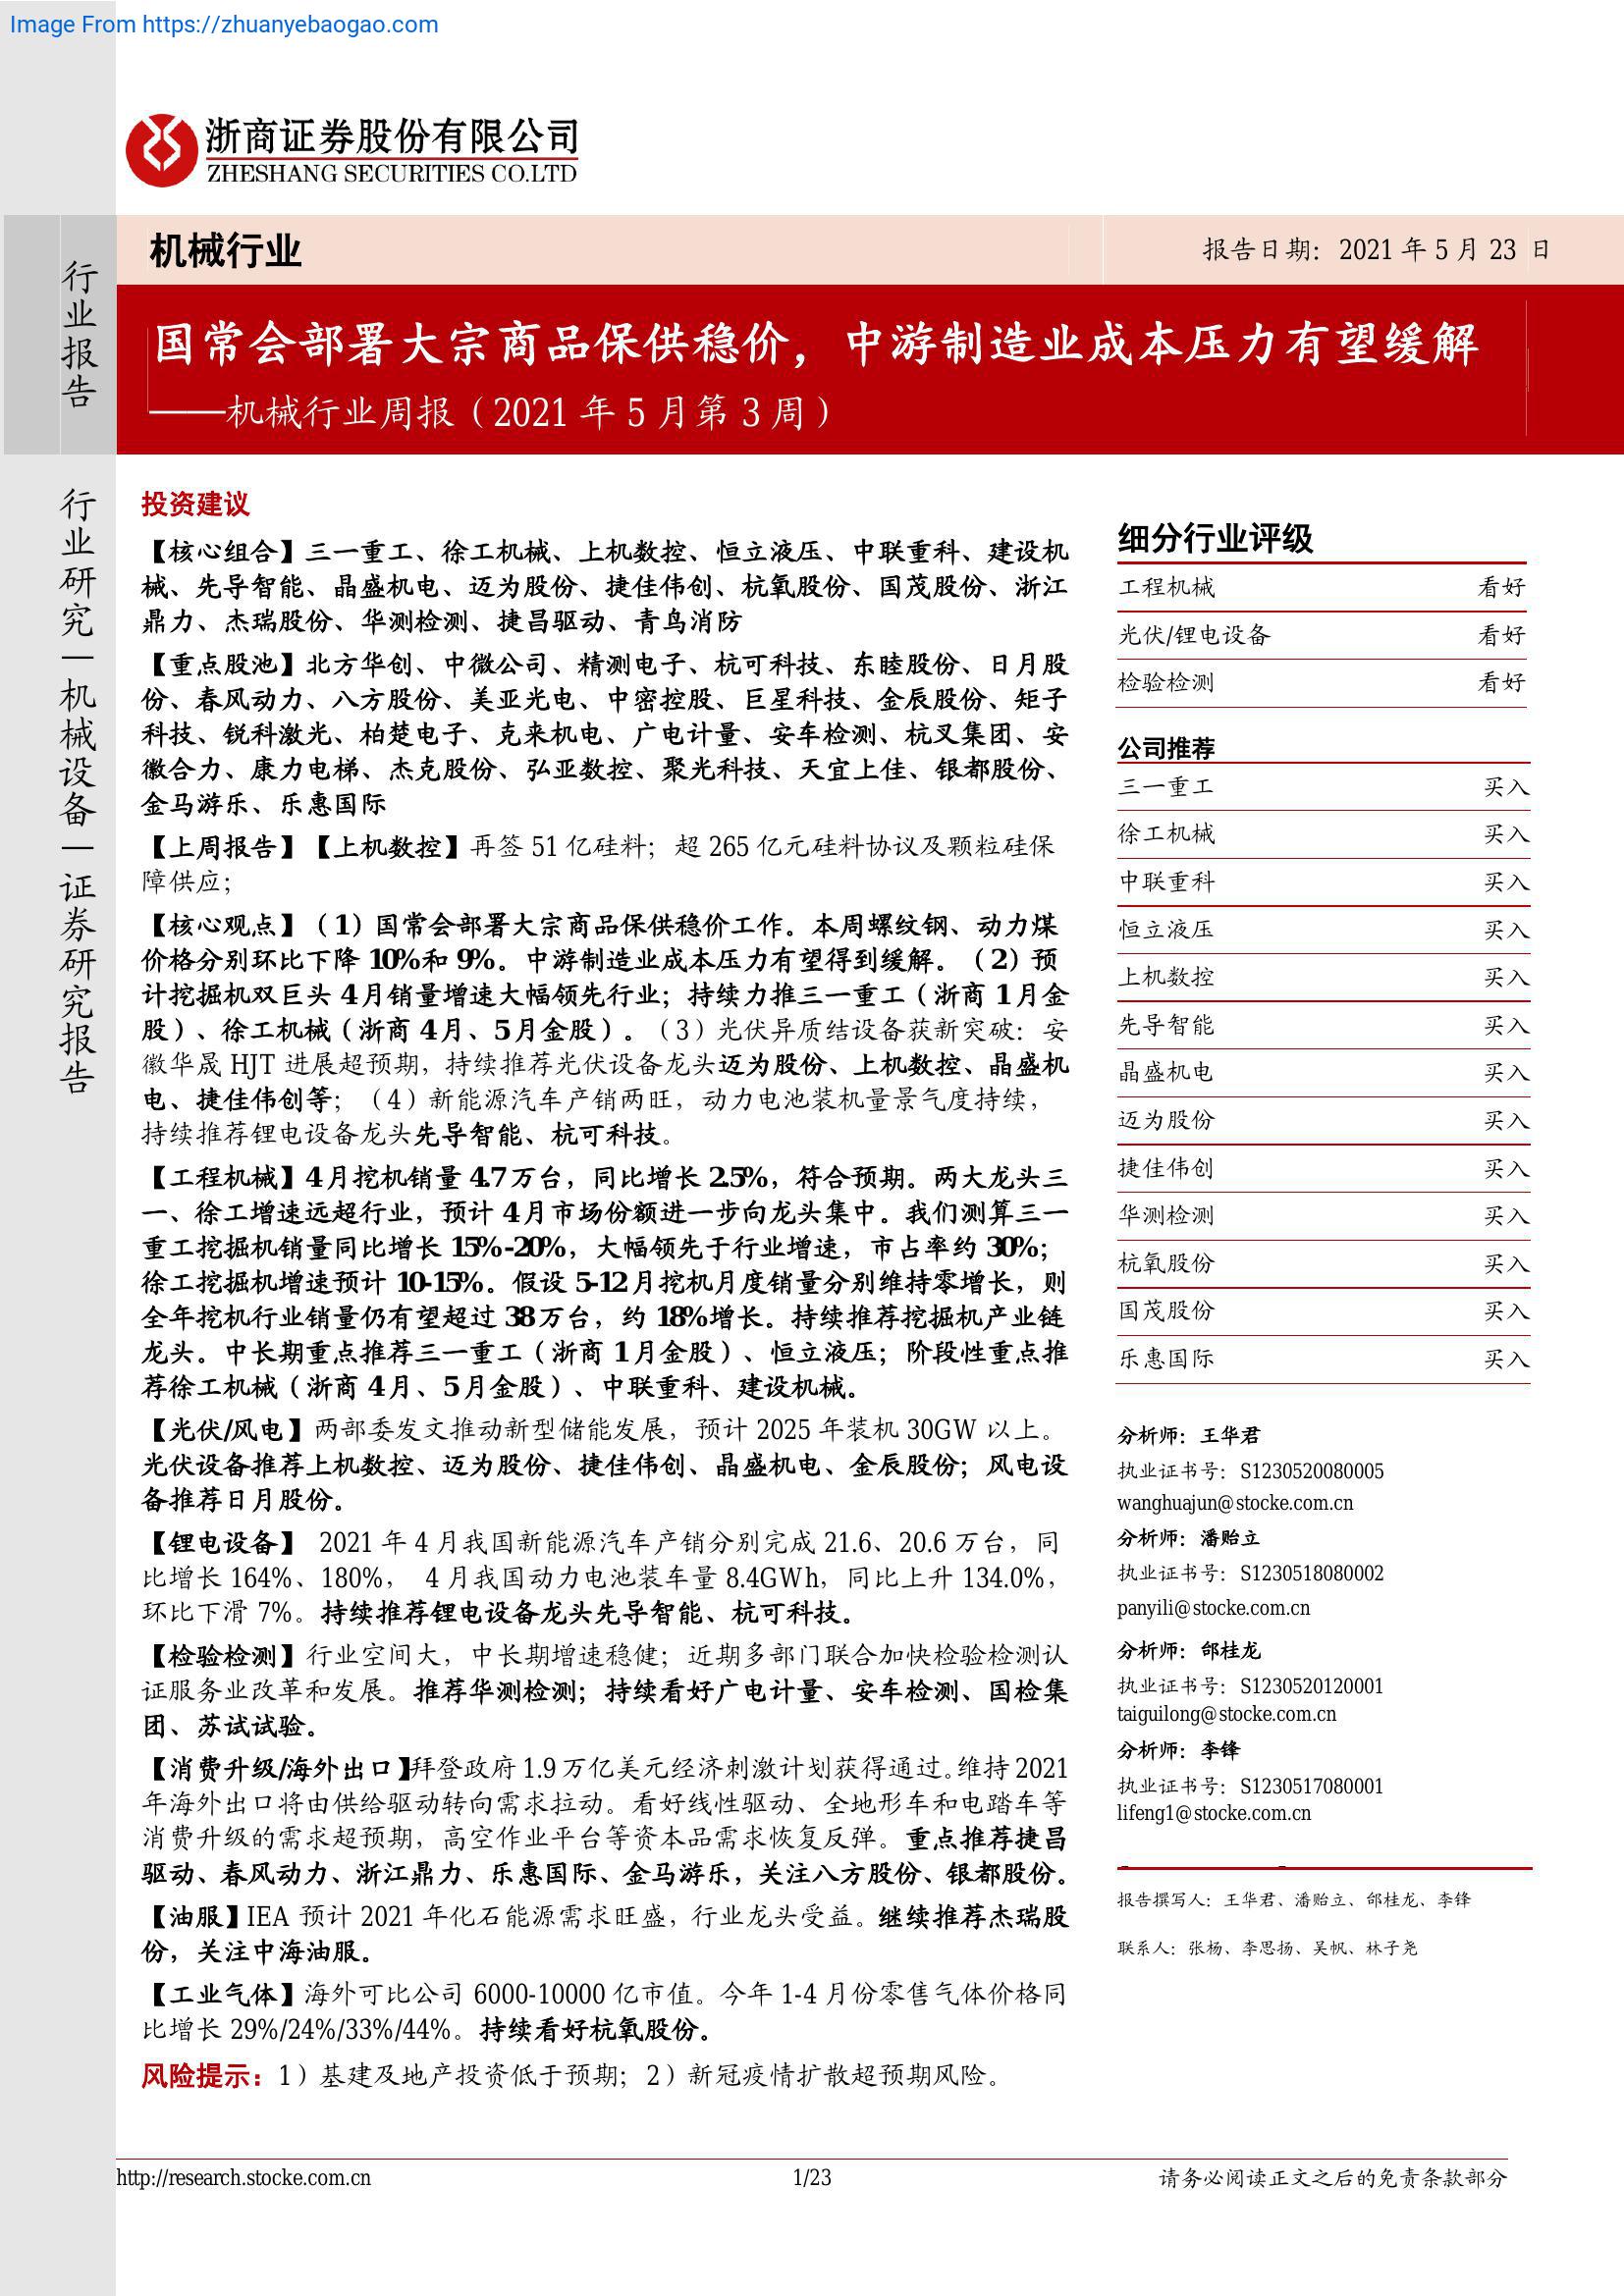 Image From https://zhuanyebaogao.com
浙商证券股份有限公司
ZHESHANG SECURITIES CO.LTD
行业报告
机械行业
报告日期：2021 年 5 月 23 日
国常会部署大宗商品保供稳价，中游制造业成本压力有望缓解
——机械行业周报（2021 年 5 月第 3 周）
行业研究—机械设备—证券研究报告
投资建议
【核心组合】三一重工、徐工机械、上机数控、恒立液压、中联重科、建设机
械、先导智能、晶盛机电、迈为股份、捷佳伟创、杭氧股份、国茂股份、浙江
鼎力、杰瑞股份、华测检测、捷昌驱动、青鸟消防
【重点股池】北方华创、中微公司、精测电子、杭可科技、东睦股份、日月股
份、春风动力、八方股份、美亚光电、中密控股、巨星科技、金辰股份、矩子
科技、锐科激光、柏楚电子、克来机电、广电计量、安车检测、杭叉集团、安
徽合力、康力电梯、杰克股份、弘亚数控、聚光科技、天宜上佳、银都股份、
金马游乐、乐惠国际
【上周报告】【上机数控】再签 51 亿硅料；超 265 亿元硅料协议及颗粒硅保
障供应；
【核心观点】（1）国常会部署大宗商品保供稳价工作。本周螺纹钢、动力煤
价格分别环比下降 10%和 9%。中游制造业成本压力有望得到缓解。（2）预
计挖掘机双巨头 4 月销量增速大幅领先行业；持续力推三一重工（浙商 1 月金
股）、徐工机械（浙商 4 月、5 月金股）。（3）光伏异质结设备获新突破：安
徽华晟 HJT 进展超预期，持续推荐光伏设备龙头迈为股份、上机数控、晶盛机
电、捷佳伟创等；（4）新能源汽车产销两旺，动力电池装机量景气度持续，
持续推荐锂电设备龙头先导智能、杭可科技。
【工程机械】4 月挖机销量 4.7 万台，同比增长 2.5%，符合预期。两大龙头三
一、徐工增速远超行业，预计 4 月市场份额进一步向龙头集中。我们测算三一
重工挖掘机销量同比增长 15%-20%，大幅领先于行业增速，市占率约 30%；
徐工挖掘机增速预计 10-15%。假设 5-12 月挖机月度销量分别维持零增长，则
全年挖机行业销量仍有望超过 38 万台，约 18%增长。持续推荐挖掘机产业链
龙头。中长期重点推荐三一重工（浙商 1 月金股）、恒立液压；阶段性重点推
荐徐工机械（浙商 4 月、5 月金股）、中联重科、建设机械。
【光伏/风电】两部委发文推动新型储能发展，预计 2025 年装机 30GW 以上。
光伏设备推荐上机数控、迈为股份、捷佳伟创、晶盛机电、金辰股份；风电设
备推荐日月股份。
【锂电设备】 2021 年 4 月我国新能源汽车产销分别完成 21.6、20.6 万台，同
比增长 164%、180%， 4 月我国动力电池装车量 8.4GWh，同比上升 134.0%，
环比下滑 7%。持续推荐锂电设备龙头先导智能、杭可科技。
【检验检测】行业空间大，中长期增速稳健；近期多部门联合加快检验检测认
证服务业改革和发展。推荐华测检测；持续看好广电计量、安车检测、国检集
团、苏试试验。
【消费升级/海外出口】拜登政府 1.9 万亿美元经济刺激计划获得通过。维持 2021
年海外出口将由供给驱动转向需求拉动。看好线性驱动、全地形车和电踏车等
消费升级的需求超预期，高空作业平台等资本品需求恢复反弹。重点推荐捷昌
驱动、春风动力、浙江鼎力、乐惠国际、金马游乐，关注八方股份、银都股份。
【油服】IEA 预计 2021 年化石能源需求旺盛，行业龙头受益。继续推荐杰瑞股
份，关注中海油服。
【工业气体】海外可比公司 6000-10000 亿市值。今年 1-4 月份零售气体价格同
比增长 29%/24%/33%/44%。持续看好杭氧股份。
风险提示：1）基建及地产投资低于预期；2）新冠疫情扩散超预期风险。
细分行业评级
工程机械 看好
光伏/锂电设备 看好
检验检测 看好
公司推荐
三一重工 买入
徐工机械 买入
中联重科 买入
恒立液压 买入
上机数控 买入
先导智能 买入
晶盛机电 买入
迈为股份 买入
捷佳伟创 买入
华测检测 买入
杭氧股份 买入
国茂股份 买入
乐惠国际 买入
分析师：王华君
执业证书号：S1230520080005
wanghuajun@stocke.com.cn
分析师：潘贻立
执业证书号：S1230518080002
panyili@stocke.com.cn
分析师：邰桂龙
执业证书号：S1230520120001
taiguilong@stocke.com.cn
分析师：李锋
执业证书号：S1230517080001
lifeng1@stocke.com.cn
报告撰写人：王华君、潘贻立、邰桂龙、李锋
联系人：张杨、李思扬、吴帆、林子尧
http://research.stocke.com.cn
1/23
请务必阅读正文之后的免责条款部分